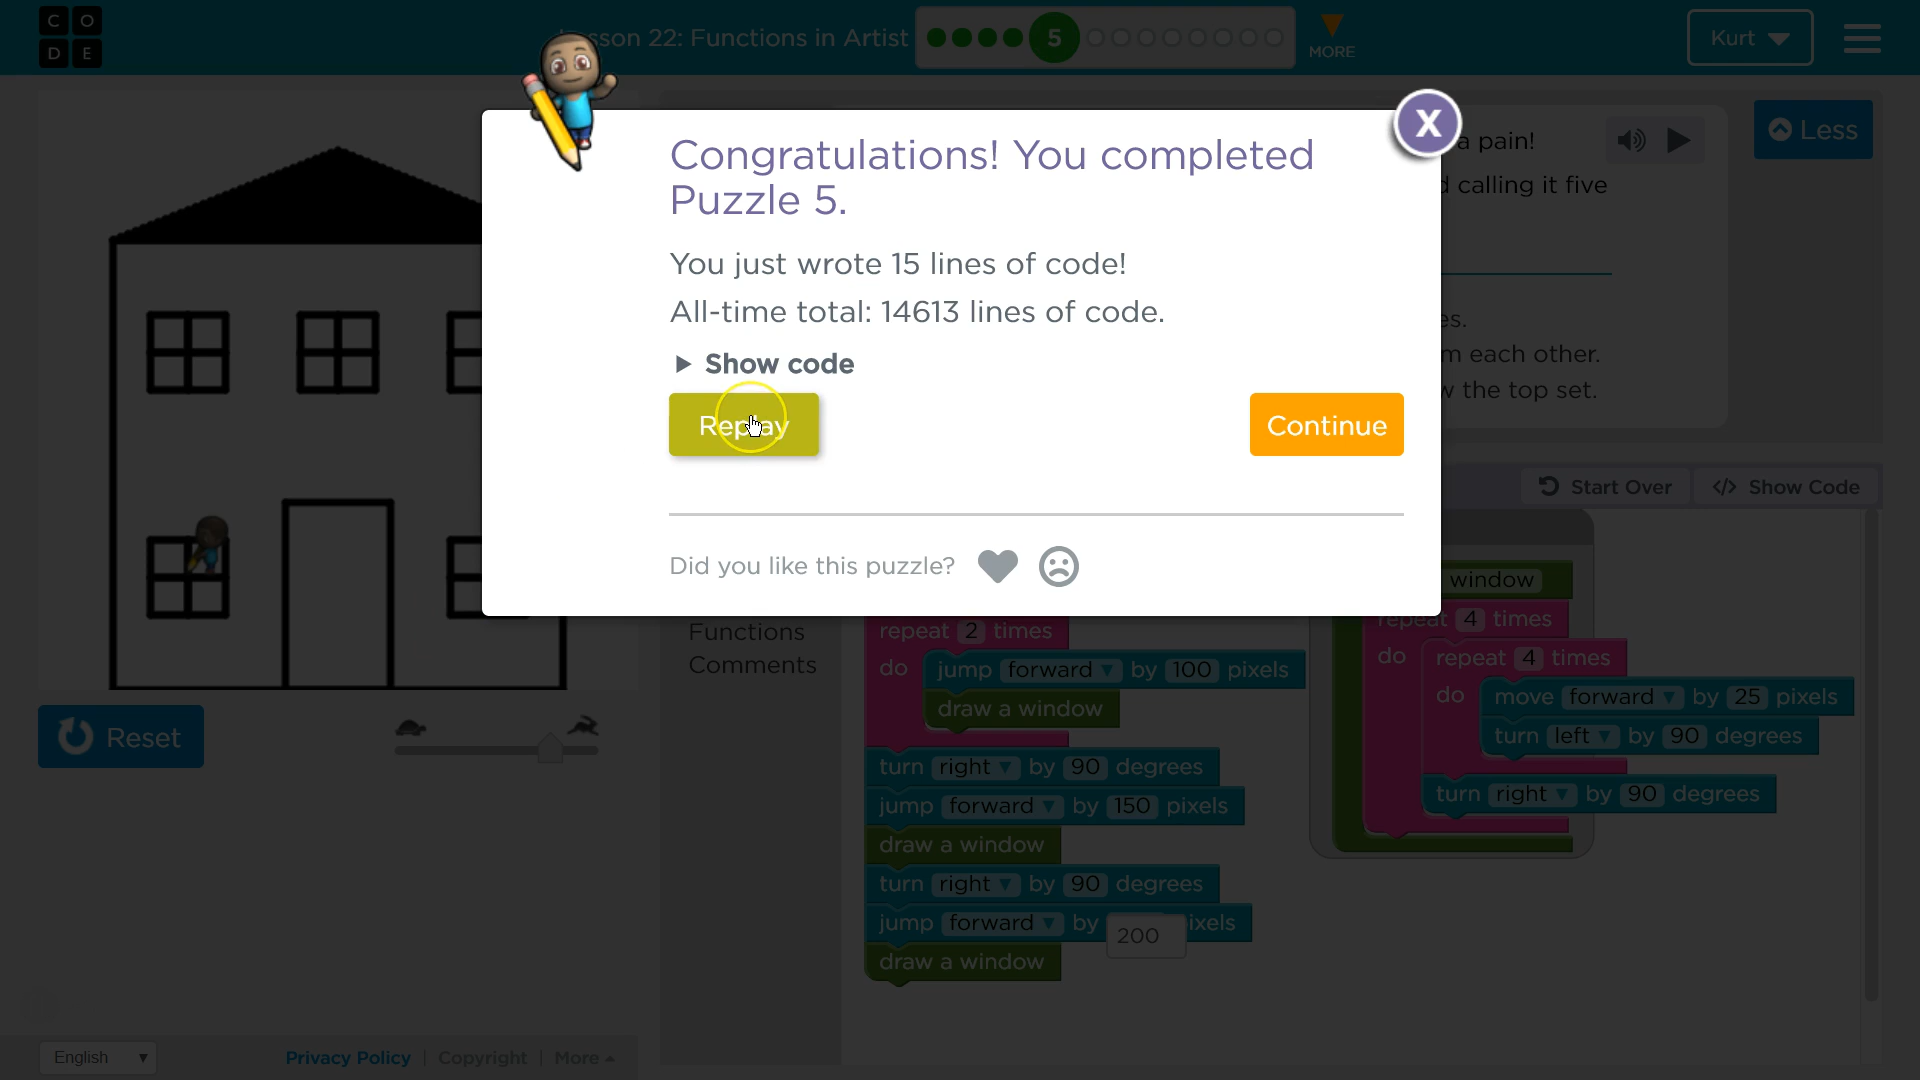 C O
D E
sson 22: Functions in Artist
5
MORE
Kurt
X
Congratulations! You completed
Puzzle 5.
You just wrote 15 lines of code!
All-time total: 14613 lines of code.
Show code
Replay
Continue
Did you like this puzzle?
a pain!
Less
d calling it five
es.
m each other.
w the top set.
Start Over
</> Show Code
Reset
Functions
Comments
repeat 2 times
do jump forward by 100 pixels
draw a window
turn right by 90 degrees
jump forward by 150 pixels
draw a window
turn right by 90 degrees
jump forward by 200 ixels
draw a window
window
repeat 4 times
do repeat 4 times
do move forward by 25 pixels
turn left by 90 degrees
turn right by 90 degrees
English
Privacy Policy | Copyright | More